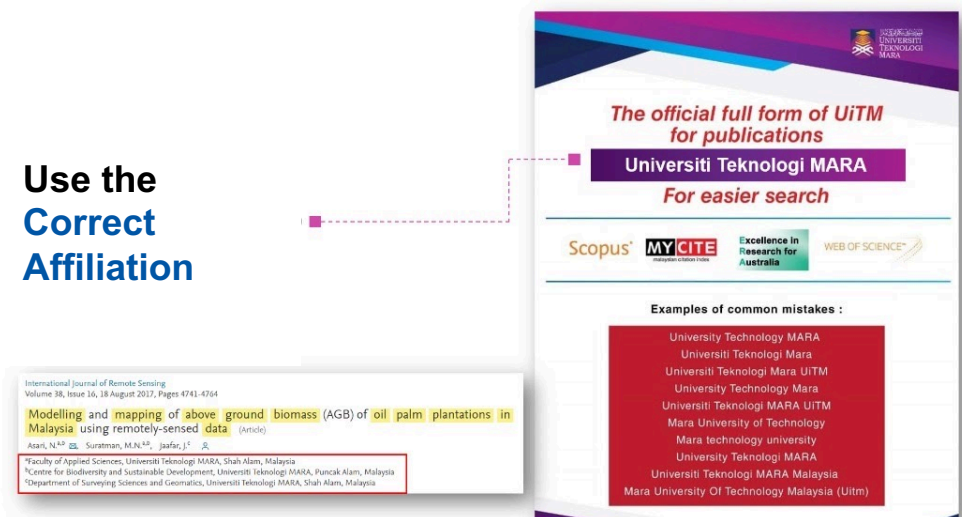 Use the
Correct
Affiliation
International Journal of Remote Sensing
Volume 38, Issue 16, 18 August 2017, Pages 4741-4764
Modelling and mapping of above ground biomass (AGB) of oil palm plantations in
Malaysia using remotely-sensed data (Article)
Asari, N.a,b Suratman, M.N.a,b, Jaafar, J.c
aFaculty of Applied Sciences, Universiti Teknologi MARA, Shah Alam, Malaysia
bCentre for Biodiversity and Sustainable Development, Universiti Teknologi MARA, Puncak Alam, Malaysia
cDepartment of Surveying Sciences and Geomatics, Universiti Teknologi MARA, Shah Alam, Malaysia
UNIVERSITI
TEKNOLOGI
MARA
The official full form of UiTM
for publications
Universiti Teknologi MARA
For easier search
Scopus
MYCITE
malaysian citation index
Excellence in
Research for
Australia
WEB OF SCIENCE™
Examples of common mistakes :
University Technology MARA
Universiti Teknologi Mara
Universiti Teknologi Mara UiTM
University Technology Mara
Universiti Teknologi MARA UiTM
Mara University of Technology
Mara technology university
University Teknologi MARA
Universiti Teknologi MARA Malaysia
Mara University Of Technology Malaysia (Uitm)